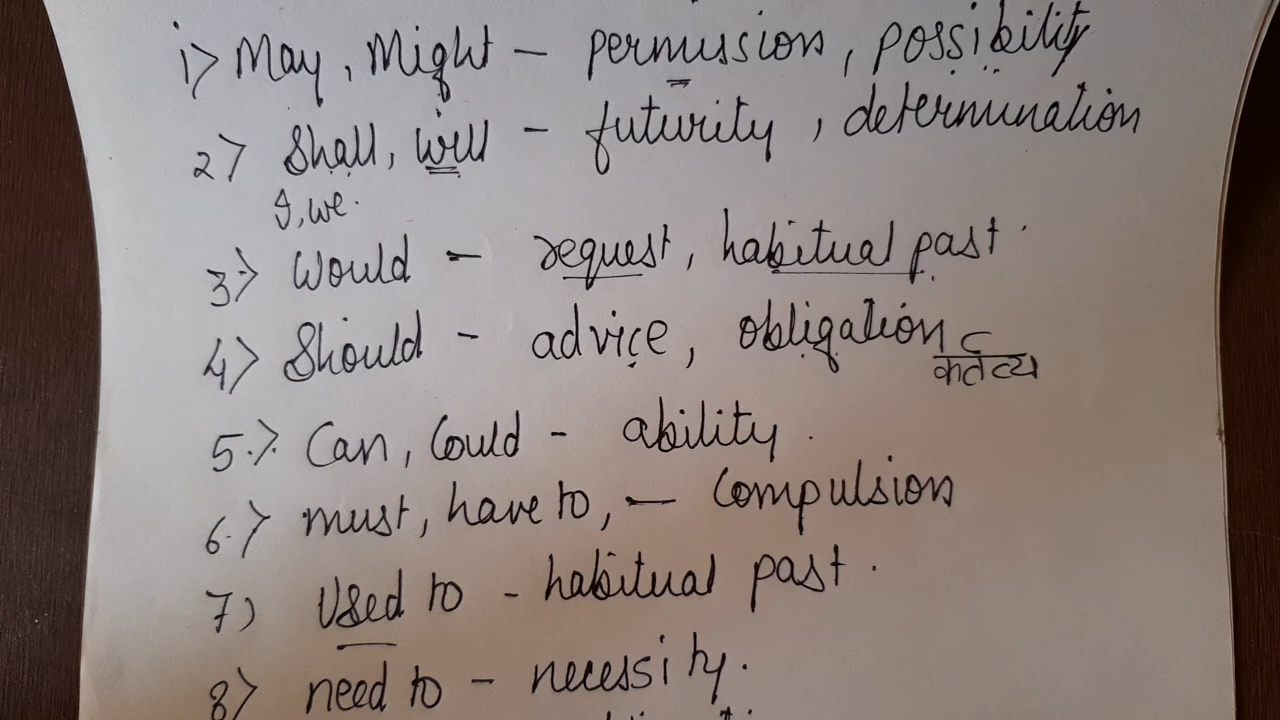 1> May, Might - permission, possibility
2> Shall, will - futurity, determination
I, we.
3.> Would - request, habitual past.
4> Should - advice, obligation
कर्तव्य
5.> Can, Could - ability.
6.> must, have to, - Compulsion
7) Used to - habitual past.
8> need to - necessity.